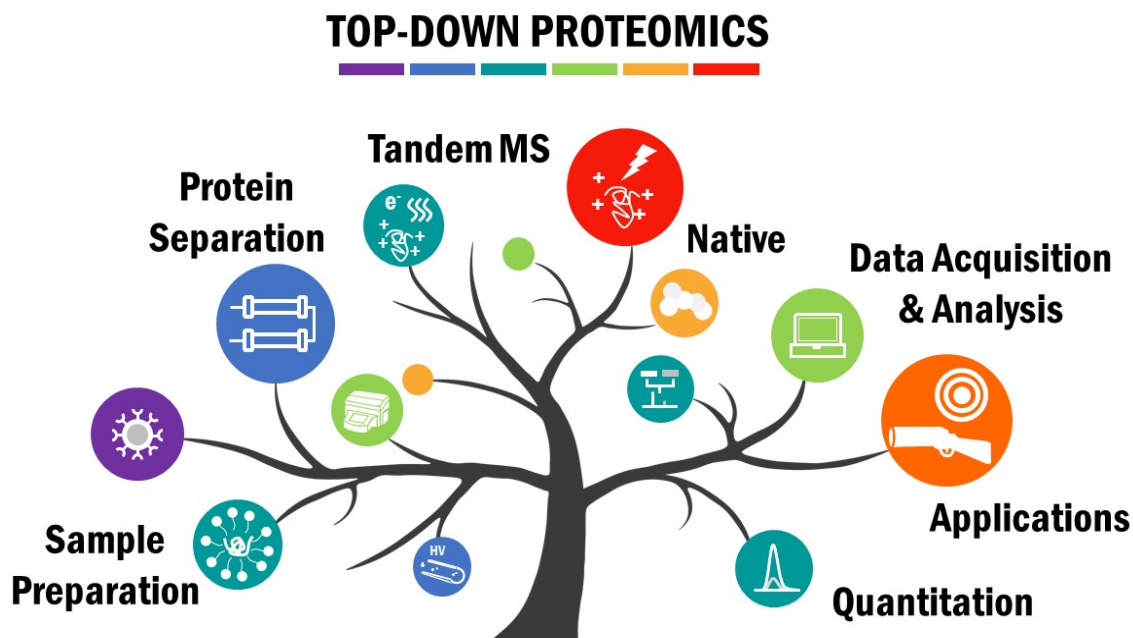 TOP-DOWN PROTEOMICS
Tandem MS
Protein
Separation
e-
Native
Data Acquisition
& Analysis
Applications
Sample
Preparation
HV
Quantitation